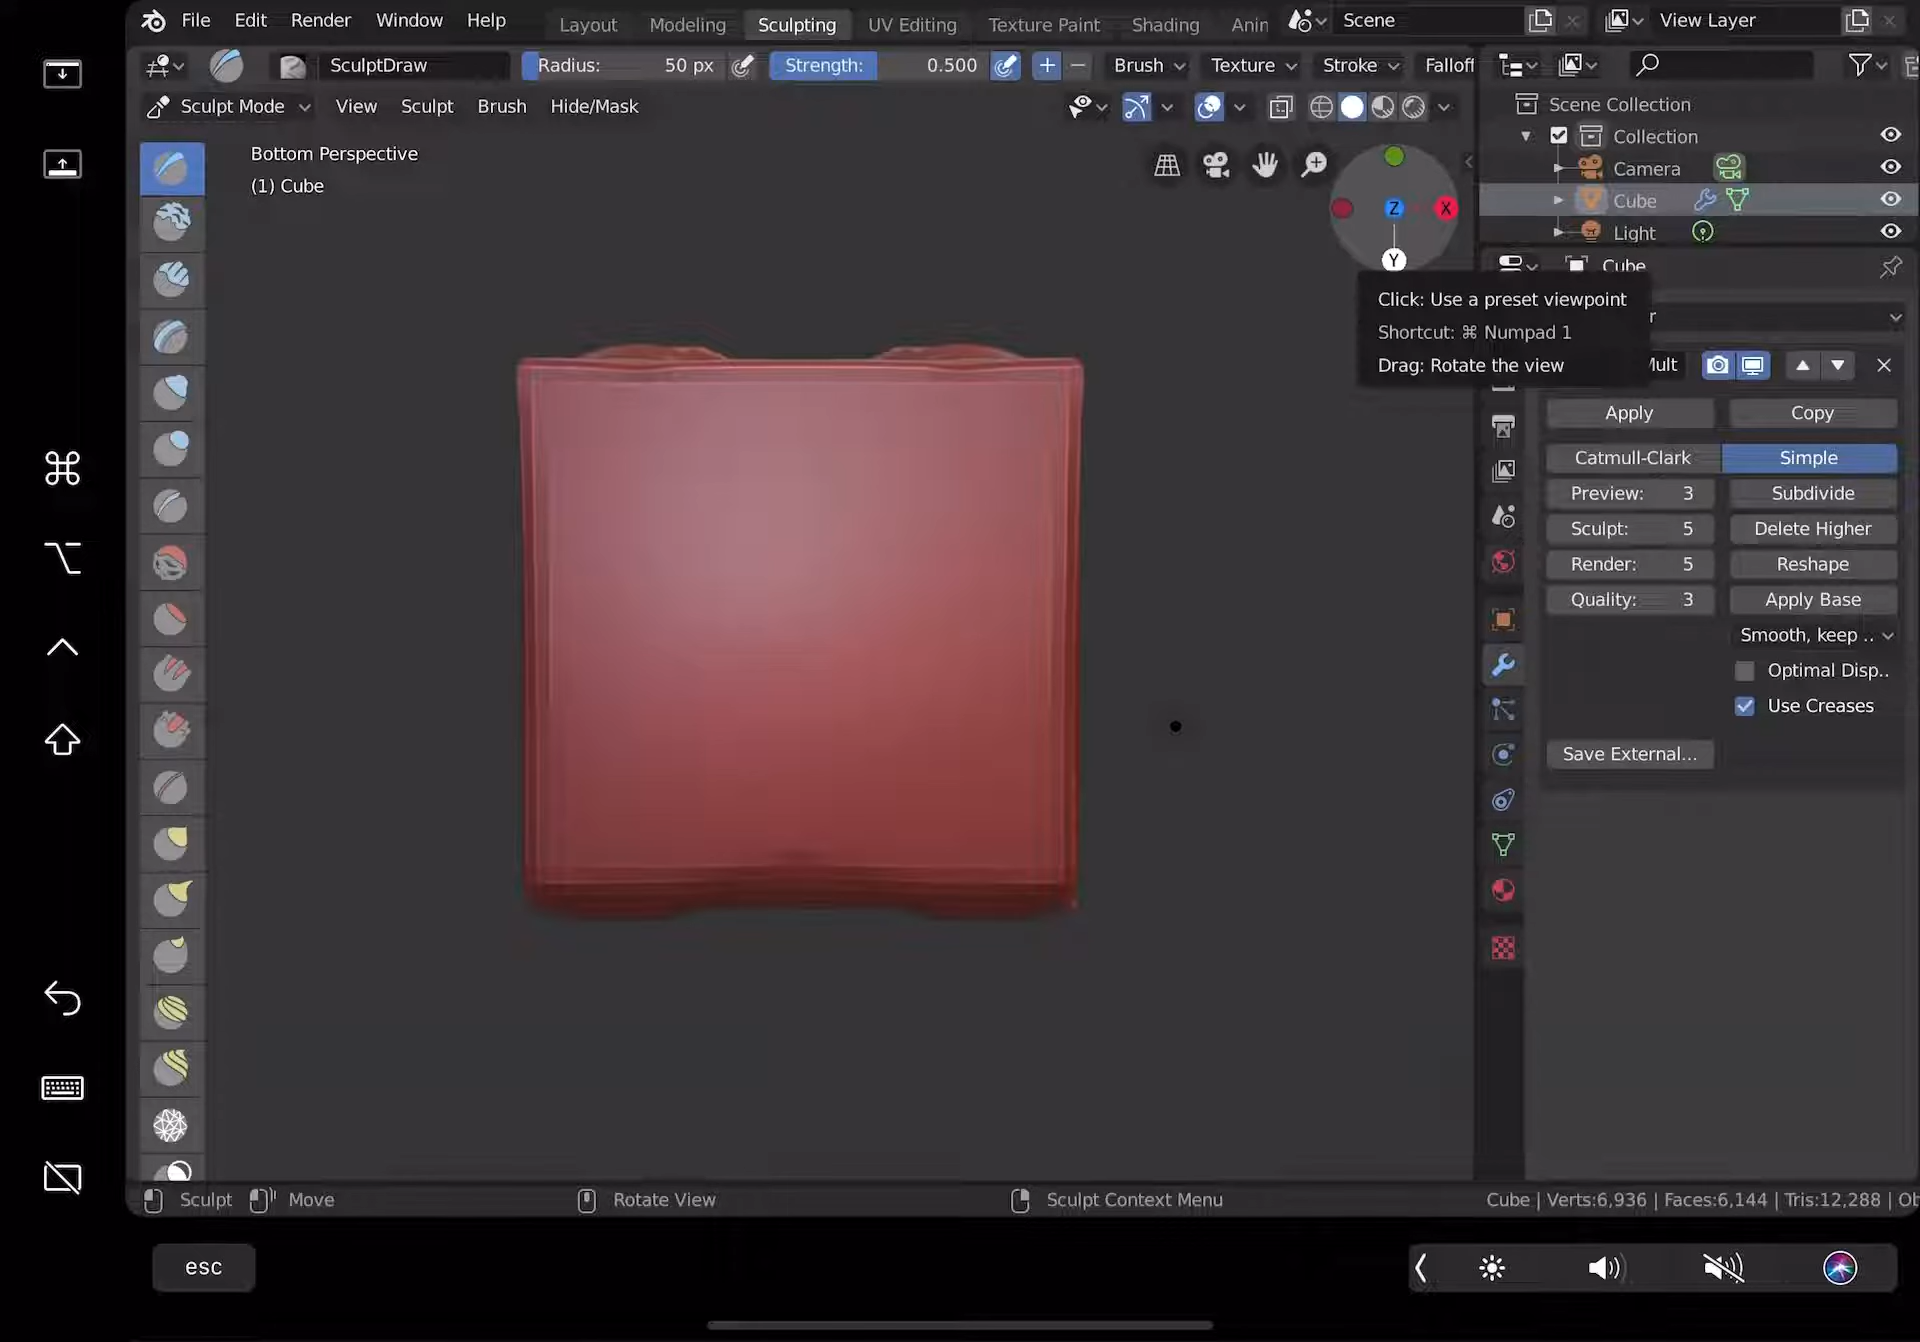 File Edit Render Window Help Layout Modeling Sculpting UV Editing Texture Paint Shading Anin Scene View Layer
SculptDraw Radius: 50 px Strength: 0.500 Brush Texture Stroke Falloff
Sculpt Mode View Sculpt Brush Hide/Mask
Scene Collection
Collection
Camera
Cube
Light
Bottom Perspective
(1) Cube
Z X
Y
Cube
Click: Use a preset viewpoint
Shortcut: ⌘ Numpad 1
Drag: Rotate the view
r
Mult
Apply Copy
Catmull-Clark Simple
Preview: 3 Subdivide
Sculpt: 5 Delete Higher
Render: 5 Reshape
Quality: 3 Apply Base
Smooth, keep ..
Optimal Disp..
Use Creases
Save External...
Sculpt Move Rotate View Sculpt Context Menu Cube | Verts:6,936 | Faces:6,144 | Tris:12,288 | Ob
esc